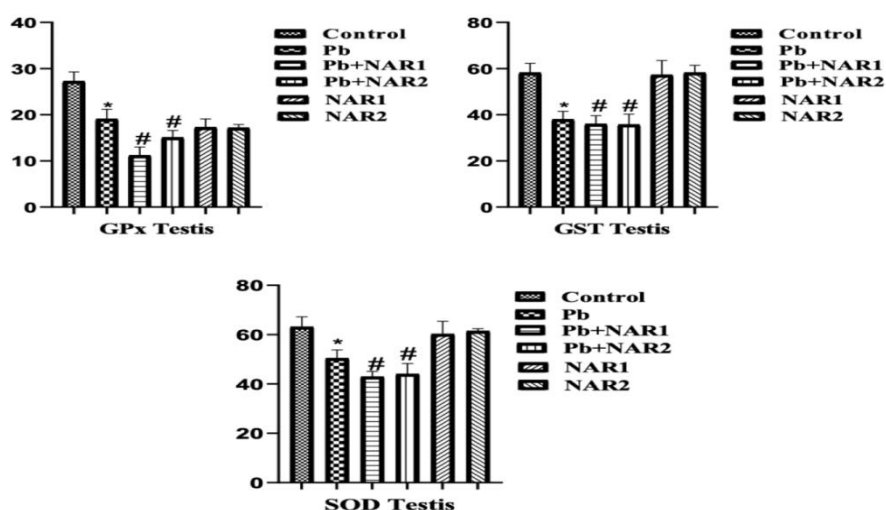 40
30
20
10
0
*
#
#
GPx Testis
Control
Pb
Pb+NAR1
Pb+NAR2
NAR1
NAR2
80
60
40
20
0
*
#
#
GST Testis
Control
Pb
Pb+NAR1
Pb+NAR2
NAR1
NAR2
80
60
40
20
0
*
#
#
SOD Testis
Control
Pb
Pb+NAR1
Pb+NAR2
NAR1
NAR2